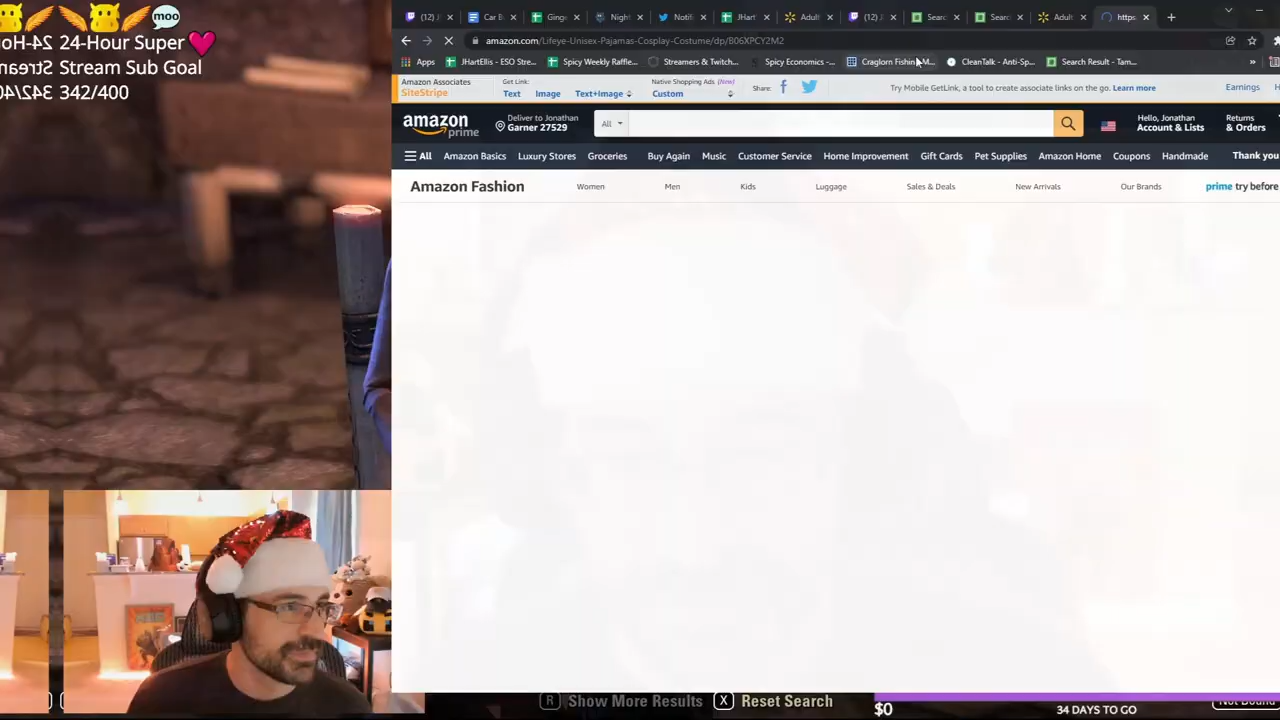 moo
24-Hour Super
Stream Sub Goal
342/400
(12) J
Car B
Ginge
Night
Notifi
JHart
Adult
(12) J
Searc
Searc
Adult
https
amazon.com/Lifeye-Unisex-Pajamas-Cosplay-Costume/dp/B06XPCY2M2
Apps
JHartEllis - ESO Stre...
Spicy Weekly Raffle...
Streamers & Twitch...
Spicy Economics -...
Craglorn Fishing M...
CleanTalk - Anti-Sp...
Search Result - Tam...
Amazon Associates
SiteStripe
Get Link:
Text
Image
Text+Image
Native Shopping Ads (New)
Custom
Share:
Try Mobile GetLink, a tool to create associate links on the go. Learn more
Earnings
amazon
prime
Deliver to Jonathan
Garner 27529
All
Hello, Jonathan
Account & Lists
Returns
& Orders
All
Amazon Basics
Luxury Stores
Groceries
Buy Again
Music
Customer Service
Home Improvement
Gift Cards
Pet Supplies
Amazon Home
Coupons
Handmade
Thank you
Amazon Fashion
Women
Men
Kids
Luggage
Sales & Deals
New Arrivals
Our Brands
prime try before
R Show More Results
X Reset Search
Not Bound
$0
34 DAYS TO GO